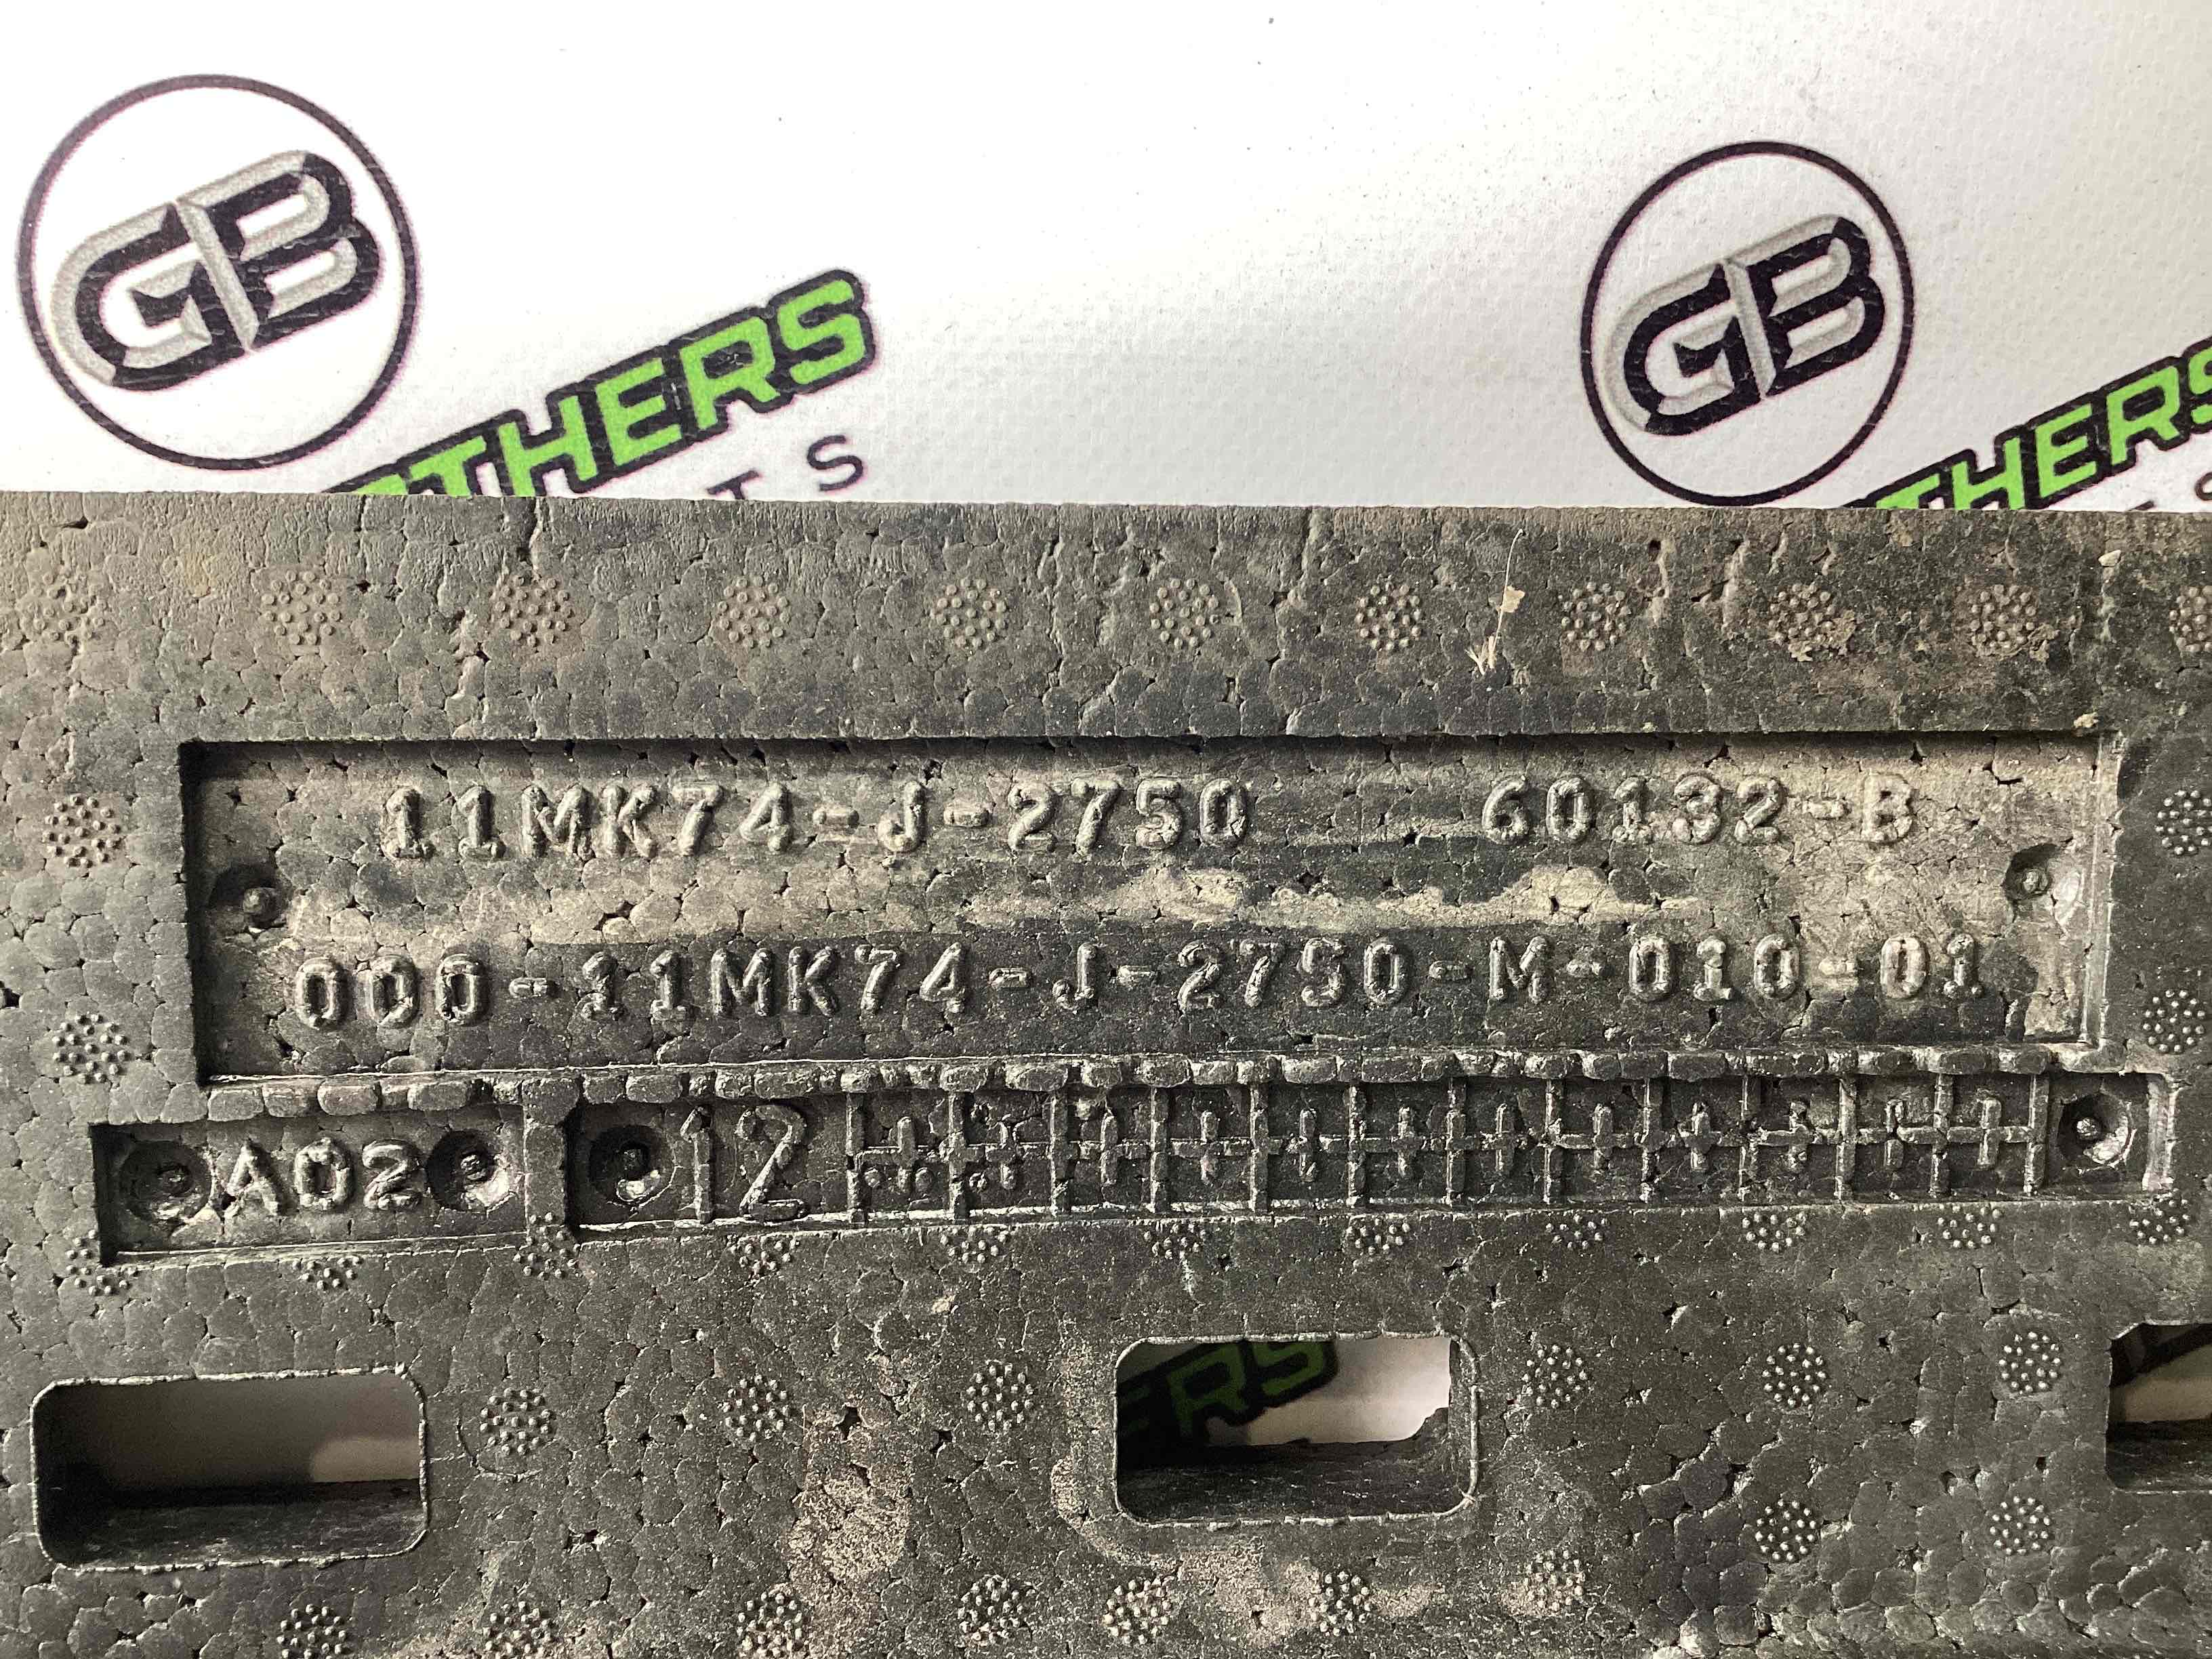 GB
GB
THERS
THERS
TS
11MK74-J-2750 60132-B
000-11MK74-J-2750-M-010-01
A02
12
ERS